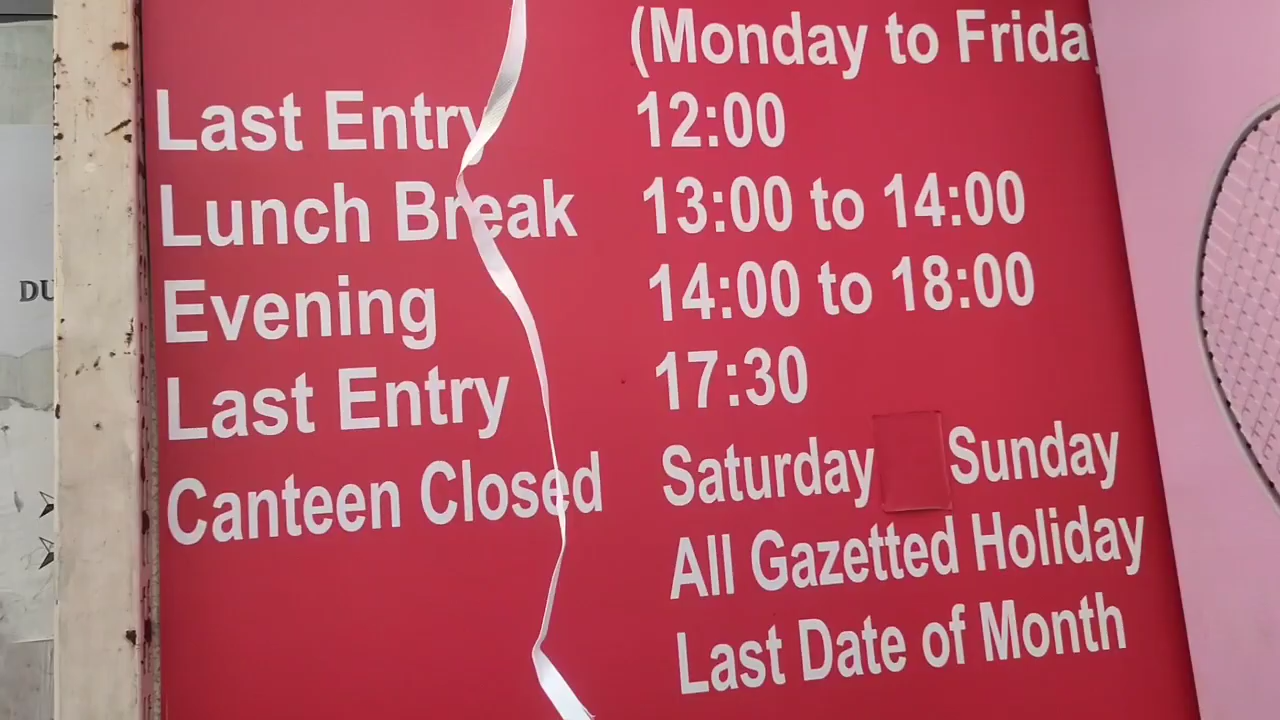 (Monday to Friday
Last Entry 12:00
Lunch Break 13:00 to 14:00
Evening 14:00 to 18:00
Last Entry 17:30
Canteen Closed Saturday Sunday
All Gazetted Holiday
Last Date of Month
DU